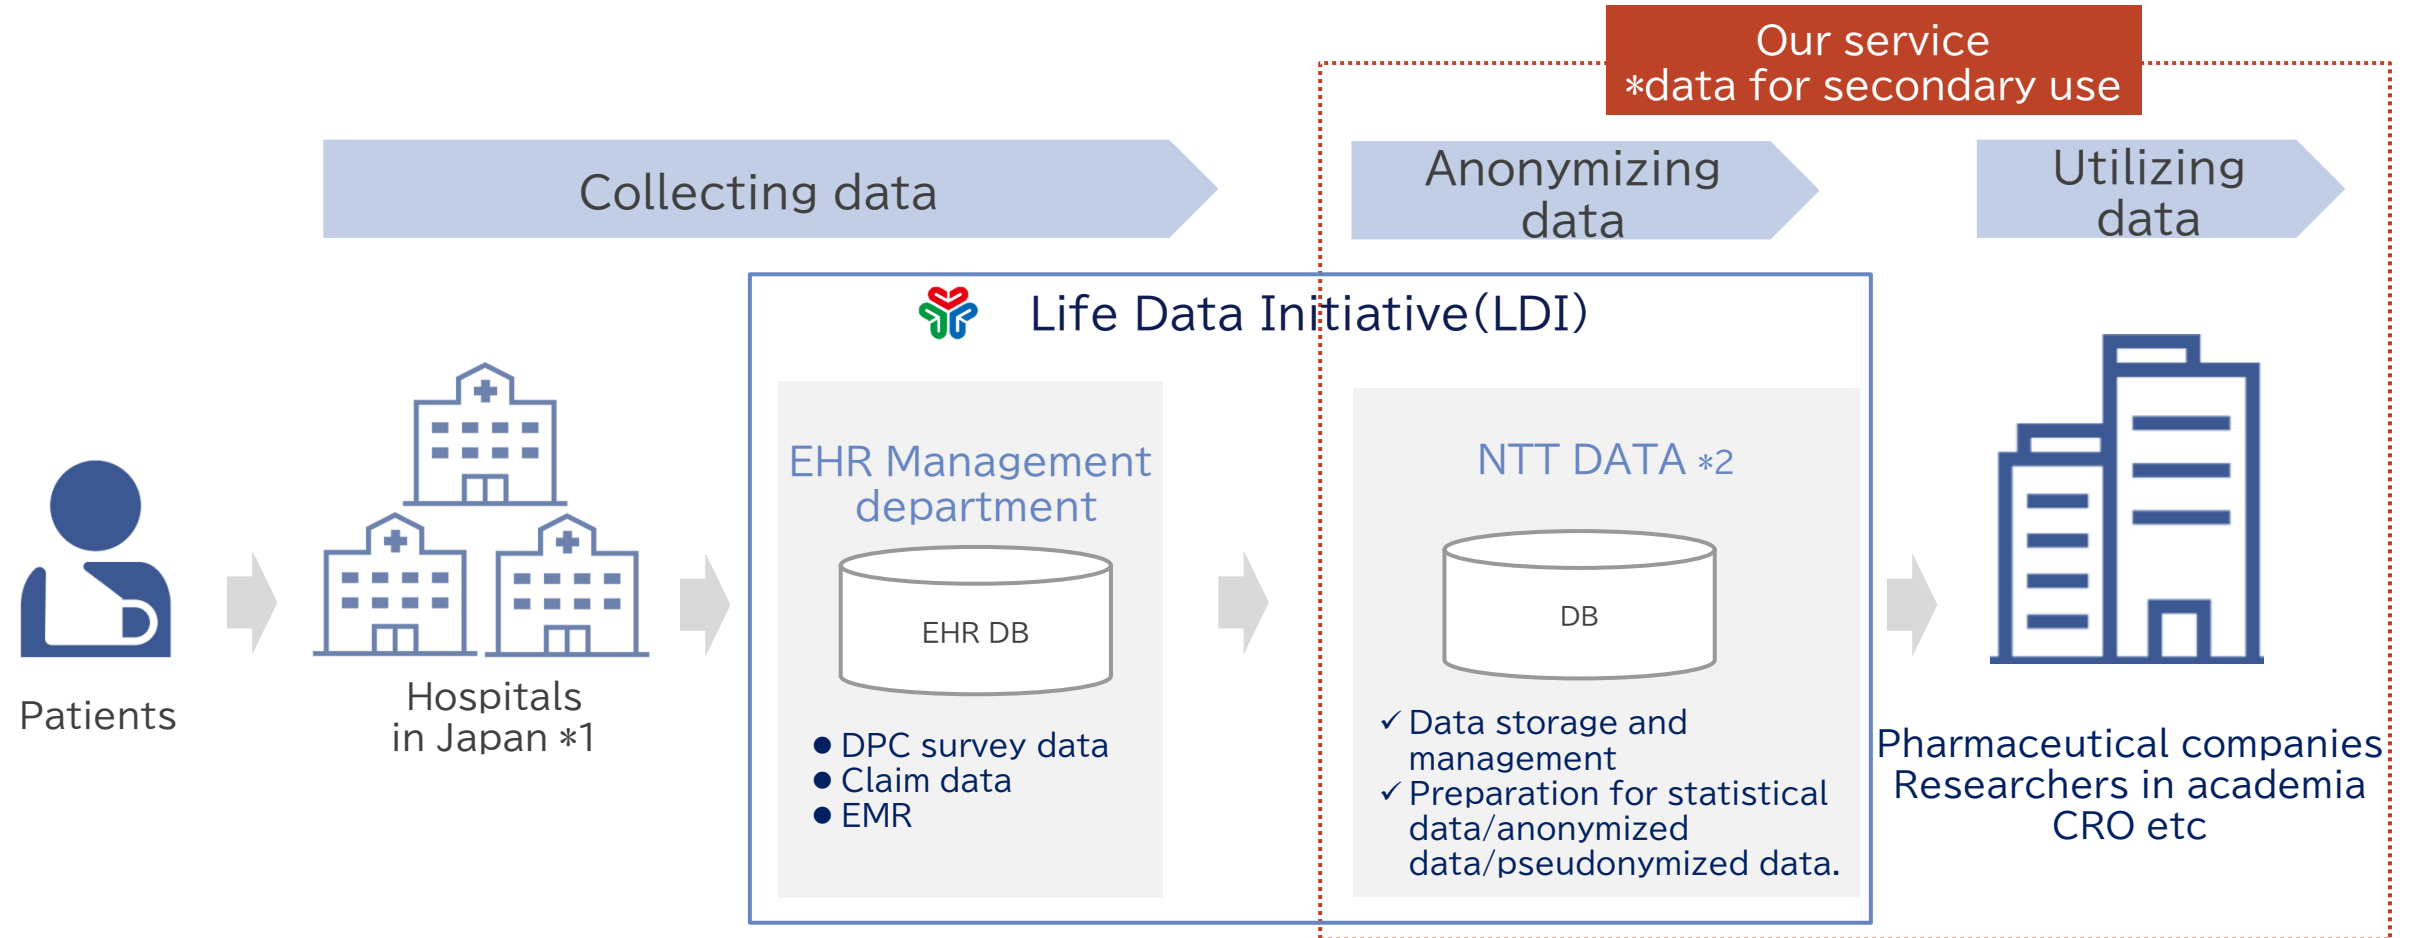 Our service
*data for secondary use
Collecting data
Anonymizing
data
Utilizing
data
Life Data Initiative(LDI)
EHR Management
department
EHR DB
● DPC survey data
● Claim data
● EMR
NTT DATA *2
DB
✓ Data storage and
management
✓ Preparation for statistical
data/anonymized
data/pseudonymized data.
Patients
Hospitals
in Japan *1
Pharmaceutical companies
Researchers in academia
CRO etc